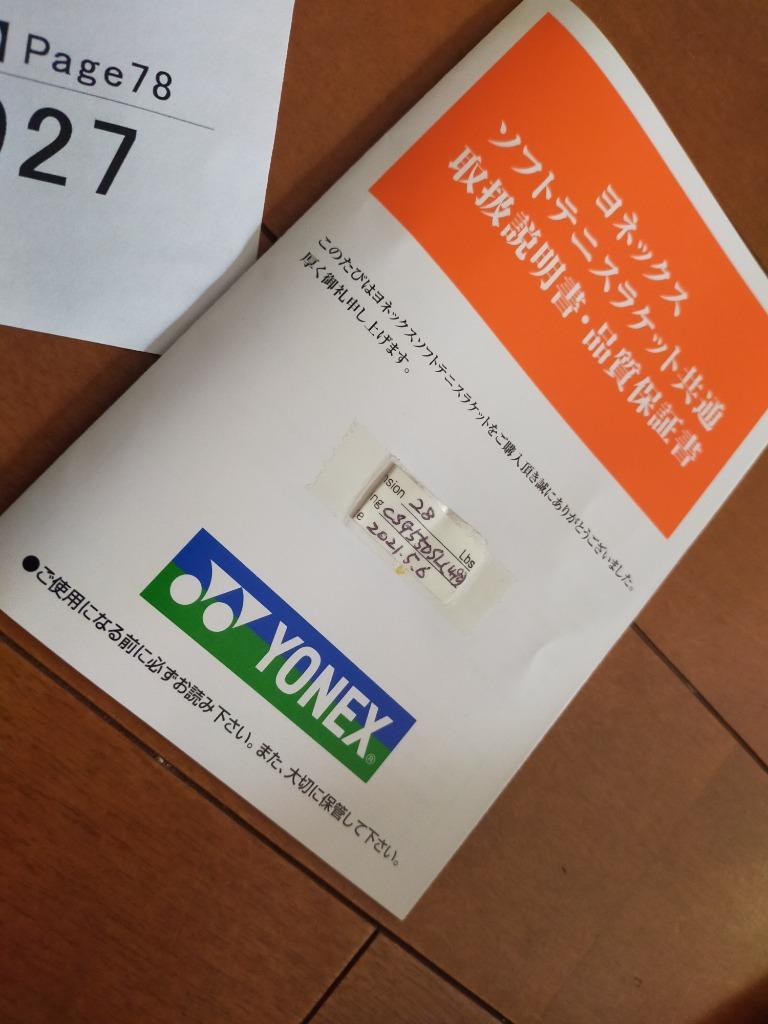 Page78
027
ヨネックス
ソフトテニスラケット共通
取扱説明書・品質保証書
このたびはヨネックスソフトテニスラケットをご購入頂き誠にありがとうございました。
厚く御礼申し上げます。
nsion 28 Lbs
ng
e 2021.5.6
YONEX®
●ご使用になる前に必ずお読み下さい。また、大切に保管して下さい。